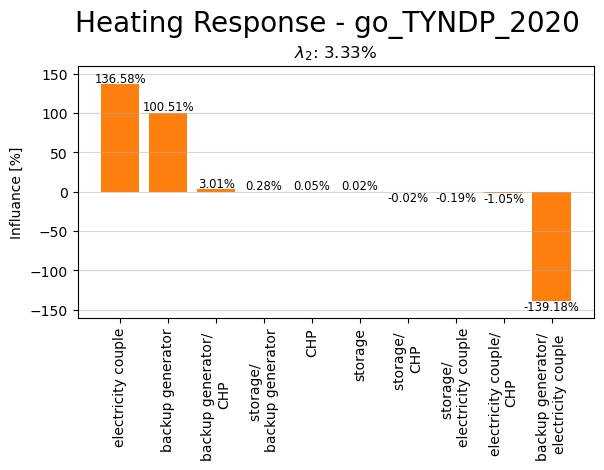 Heating Response - go_TYNDP_2020
λ₂: 3.33%
Influance [%]
150
100
50
0
−50
−100
−150
136.58%
100.51%
3.01%
0.28%
0.05%
0.02%
-0.02%
-0.19%
-1.05%
-139.18%
electricity couple
backup generator
backup generator/
CHP
storage/
backup generator
CHP
storage
storage/
CHP
storage/
electricity couple
electricity couple/
CHP
backup generator/
electricity couple